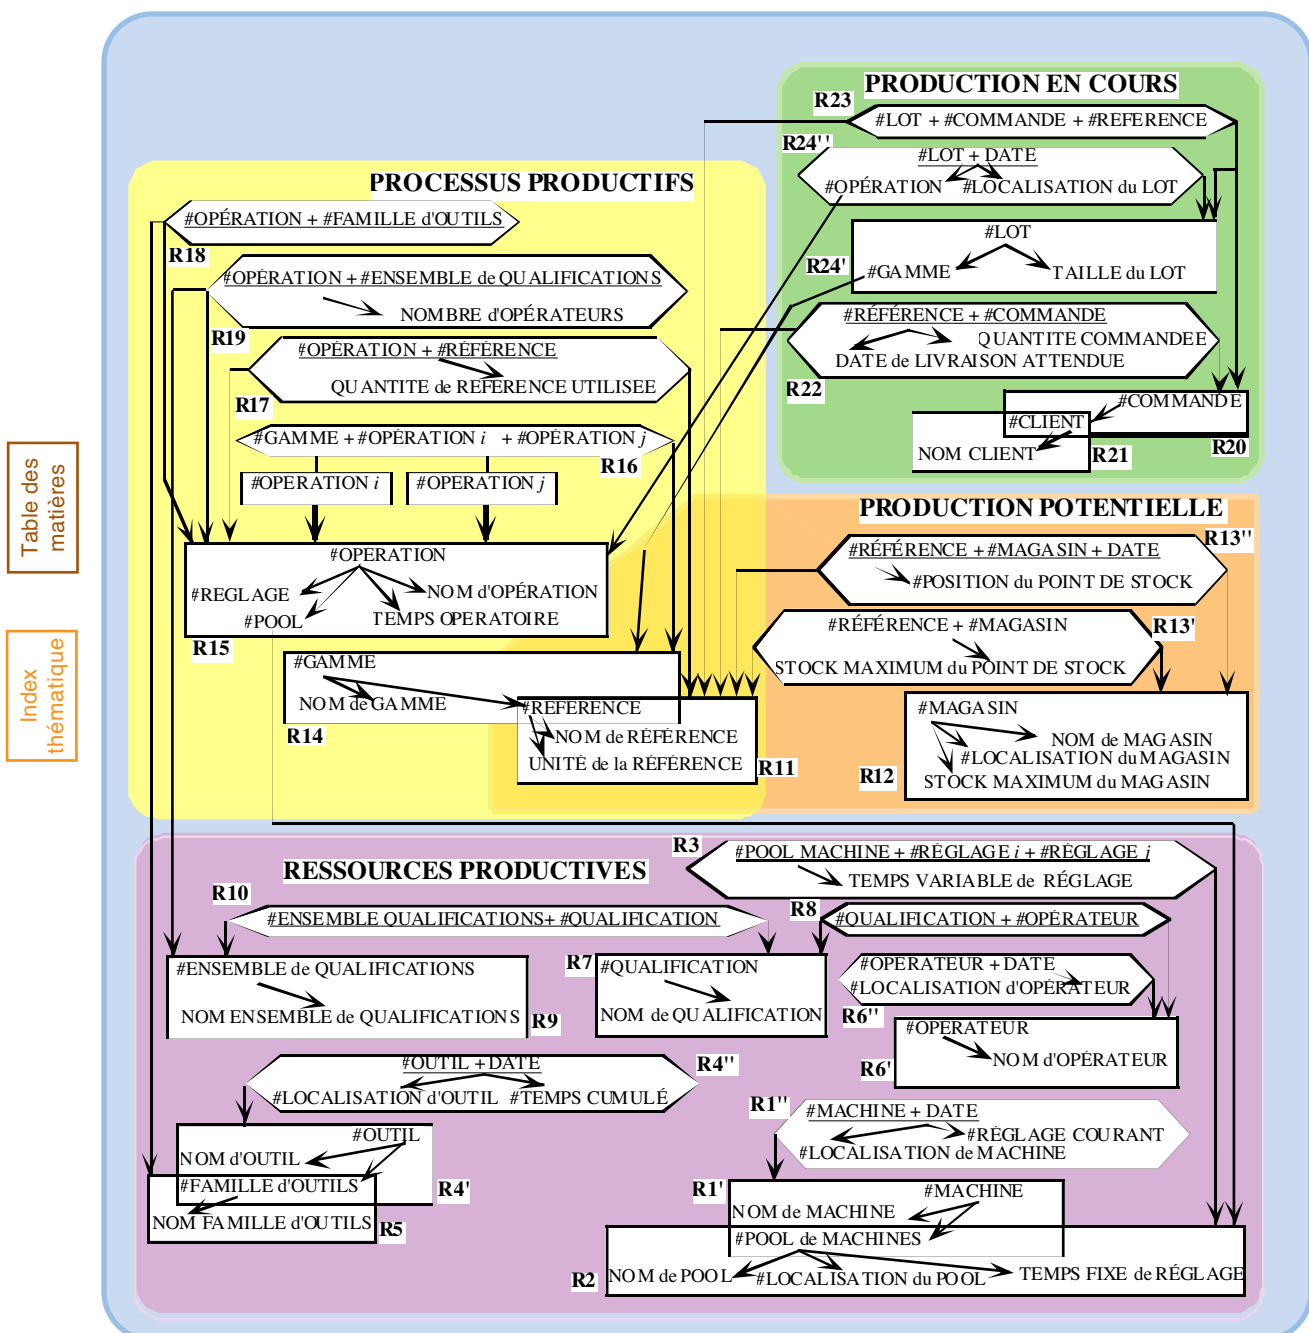 PRODUCTION EN COURS
R23
#LOT + #COMMANDE + #REFERENCE
R24''
#LOT + DATE
#OPÉRATION #LOCALISATION du LOT
#LOT
R24'
#GAMME
TAILLE du LOT
#RÉFÉRENCE + #COMMANDE
QUANTITE COMMANDEE
DATE de LIVRAISON ATTENDUE
R22
#COMMANDE
#CLIENT
NOM CLIENT
R21
R20
PROCESSUS PRODUCTIFS
#OPÉRATION + #FAMILLE d'OUTILS
R18
#OPÉRATION + #ENSEMBLE de QUALIFICATIONS
NOMBRE d'OPÉRATEURS
R19
#OPÉRATION + #RÉFÉRENCE
QUANTITE de REFERENCE UTILISEE
R17
#GAMME + #OPÉRATION i + #OPÉRATION j
R16
#OPERATION i
#OPERATION j
#OPERATION
#REGLAGE
NOM d'OPÉRATION
#POOL
TEMPS OPERATOIRE
R15
#GAMME
NOM de GAMME
R14
#REFERENCE
NOM de RÉFÉRENCE
UNITÉ de la RÉFÉRENCE
R11
PRODUCTION POTENTIELLE
R13''
#RÉFÉRENCE + #MAGASIN + DATE
#POSITION du POINT DE STOCK
#RÉFÉRENCE + #MAGASIN
R13'
STOCK MAXIMUM du POINT DE STOCK
#MAGASIN
NOM de MAGASIN
#LOCALISATION du MAGASIN
R12
STOCK MAXIMUM du MAGASIN
Table des
matières
Index
thématique
RESSOURCES PRODUCTIVES
R3
#POOL MACHINE + #RÉGLAGE i + #RÉGLAGE j
TEMPS VARIABLE de RÉGLAGE
R10
#ENSEMBLE QUALIFICATIONS+ #QUALIFICATION
R8
#QUALIFICATION + #OPÉRATEUR
#ENSEMBLE de QUALIFICATIONS
NOM ENSEMBLE de QUALIFICATIONS
R9
R7
#QUALIFICATION
NOM de QUALIFICATION
#OPERATEUR + DATE
#LOCALISATION d'OPÉRATEUR
R6''
#OPERATEUR
NOM d'OPÉRATEUR
R6'
#OUTIL + DATE
#LOCALISATION d'OUTIL #TEMPS CUMULÉ
R4''
#OUTIL
NOM d'OUTIL
#FAMILLE d'OUTILS
R4'
NOM FAMILLE d'OUTILS
R5
R1''
#MACHINE + DATE
#RÉGLAGE COURANT
#LOCALISATION de MACHINE
R1'
#MACHINE
NOM de MACHINE
#POOL de MACHINES
R2
NOM de POOL
#LOCALISATION du POOL
TEMPS FIXE de RÉGLAGE